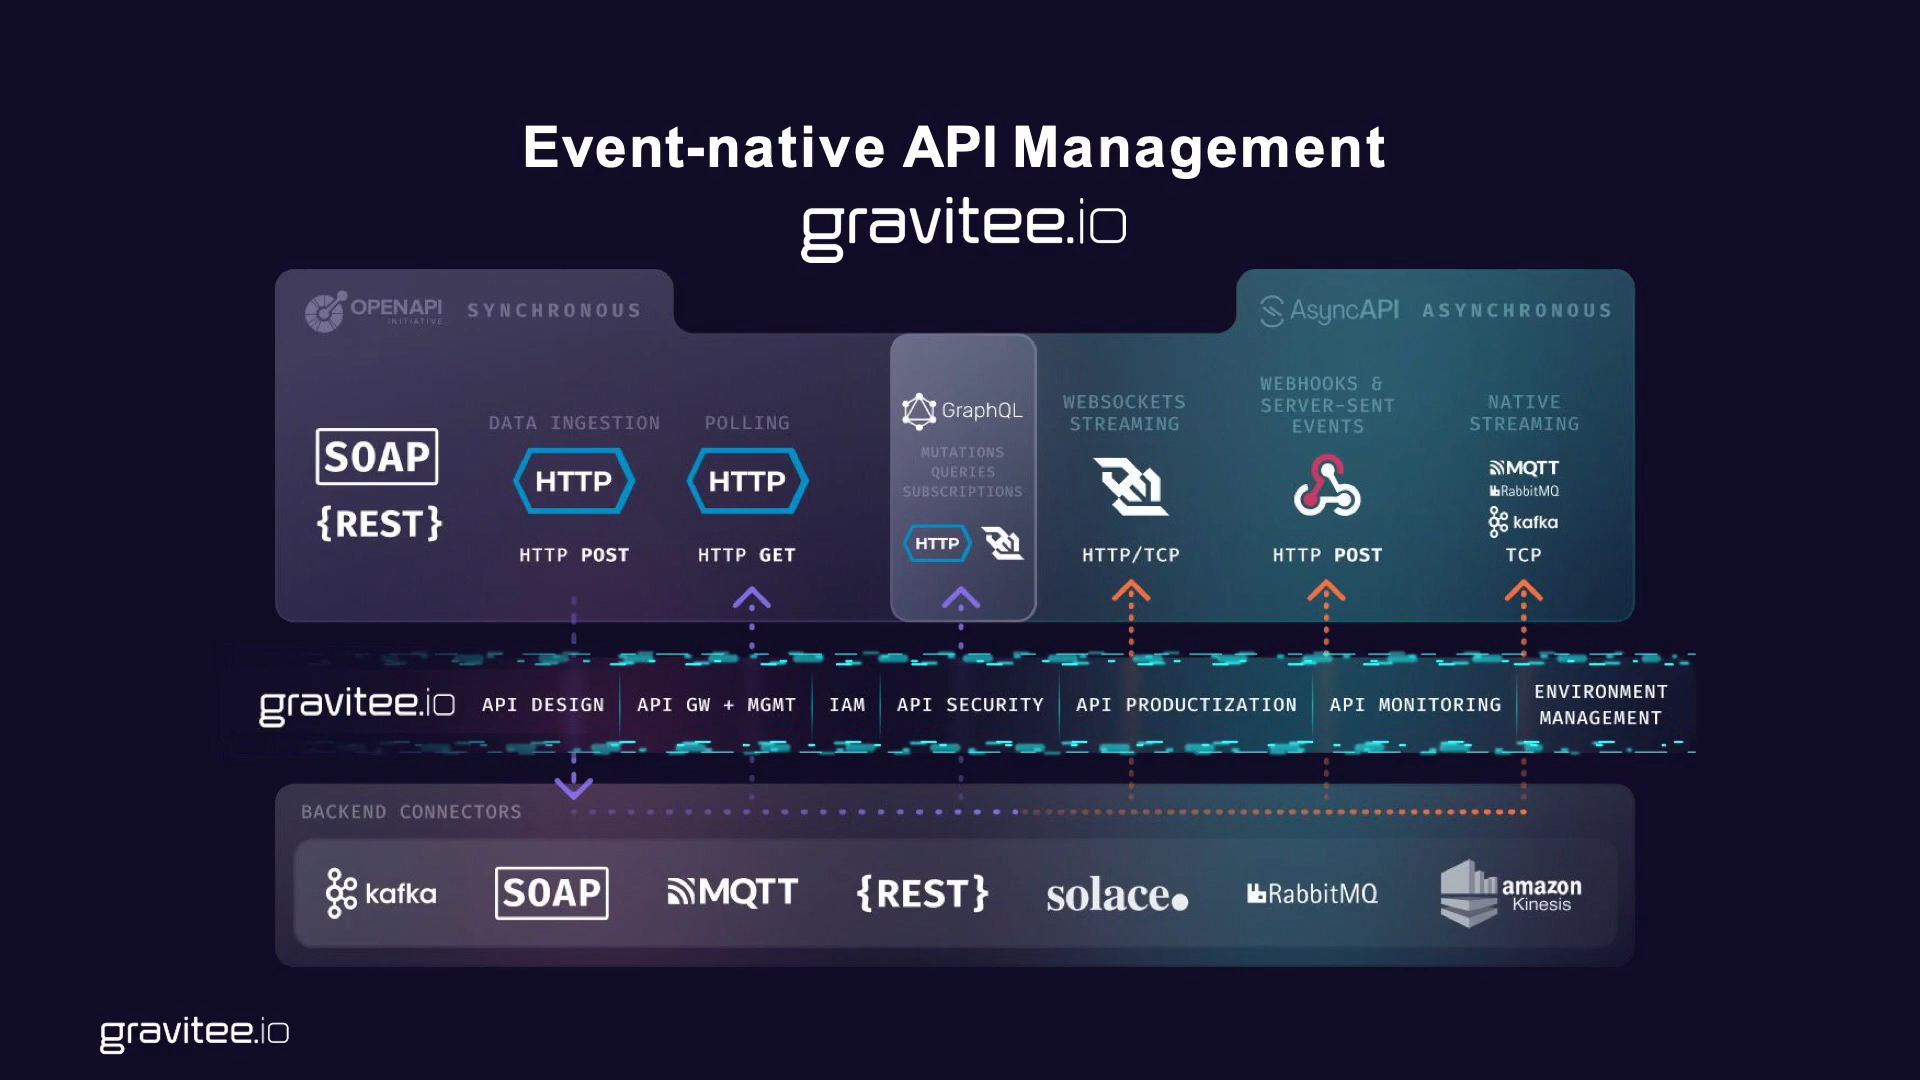 Event-native API Management
gravitee.io
OPENAPI
INITIATIVE
SYNCHRONOUS
AsyncAPI
ASYNCHRONOUS
SOAP
{REST}
DATA INGESTION
HTTP
HTTP POST
POLLING
HTTP
HTTP GET
GraphQL
MUTATIONS
QUERIES
SUBSCRIPTIONS
HTTP
WEBSOCKETS
STREAMING
HTTP/TCP
WEBHOOKS &
SERVER-SENT
EVENTS
HTTP POST
NATIVE
STREAMING
MQTT
RabbitMQ
kafka
TCP
gravitee.io
API DESIGN
API GW + MGMT
IAM
API SECURITY
API PRODUCTIZATION
API MONITORING
ENVIRONMENT
MANAGEMENT
BACKEND CONNECTORS
kafka
SOAP
MQTT
{REST}
solace.
RabbitMQ
amazon
Kinesis
gravitee.io